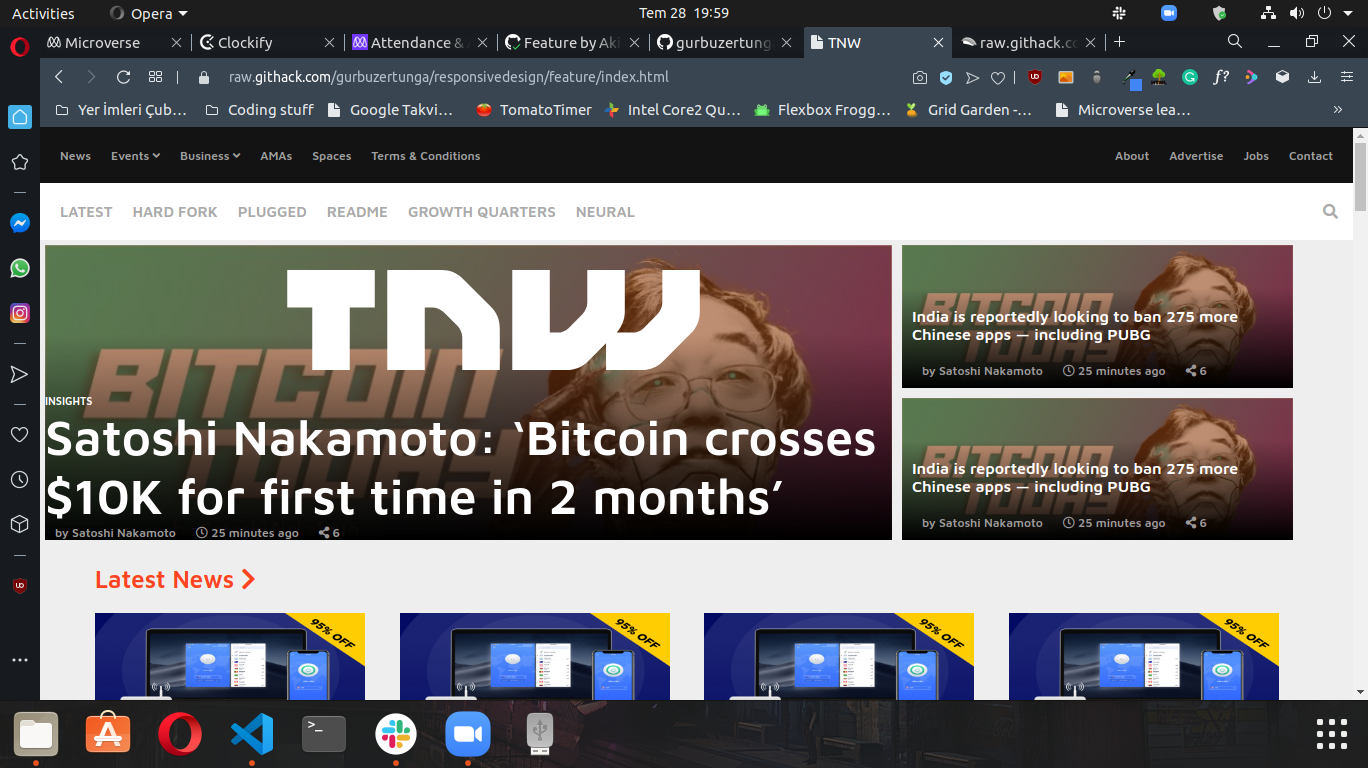 Activities
Opera
Tem 28 19:59
Microverse
Clockify
Attendance &
Feature by Aki
gurbuzertung
TNW
raw.githack.co
raw.githack.com/gurbuzertunga/responsivedesign/feature/index.html
Yer İmleri Çub…
Coding stuff
Google Takvi…
TomatoTimer
Intel Core2 Qu…
Flexbox Frogg…
Grid Garden -…
Microverse lea…
»
News
Events
Business
AMAs
Spaces
Terms & Conditions
About
Advertise
Jobs
Contact
LATEST
HARD FORK
PLUGGED
README
GROWTH QUARTERS
NEURAL
TNW
BITCOIN
TODAY
INSIGHTS
Satoshi Nakamoto: ‘Bitcoin crosses
$10K for first time in 2 months’
by Satoshi Nakamoto
25 minutes ago
6
BITCOIN
India is reportedly looking to ban 275 more
Chinese apps — including PUBG
by Satoshi Nakamoto
25 minutes ago
6
BITCOIN
India is reportedly looking to ban 275 more
Chinese apps — including PUBG
by Satoshi Nakamoto
25 minutes ago
6
Latest News
95% OFF
95% OFF
95% OFF
95% OFF